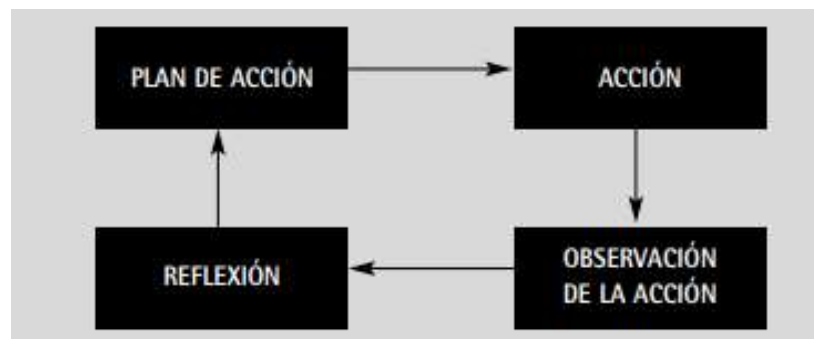 PLAN DE ACCIÓN
ACCIÓN
REFLEXIÓN
OBSERVACIÓN
DE LA ACCIÓN